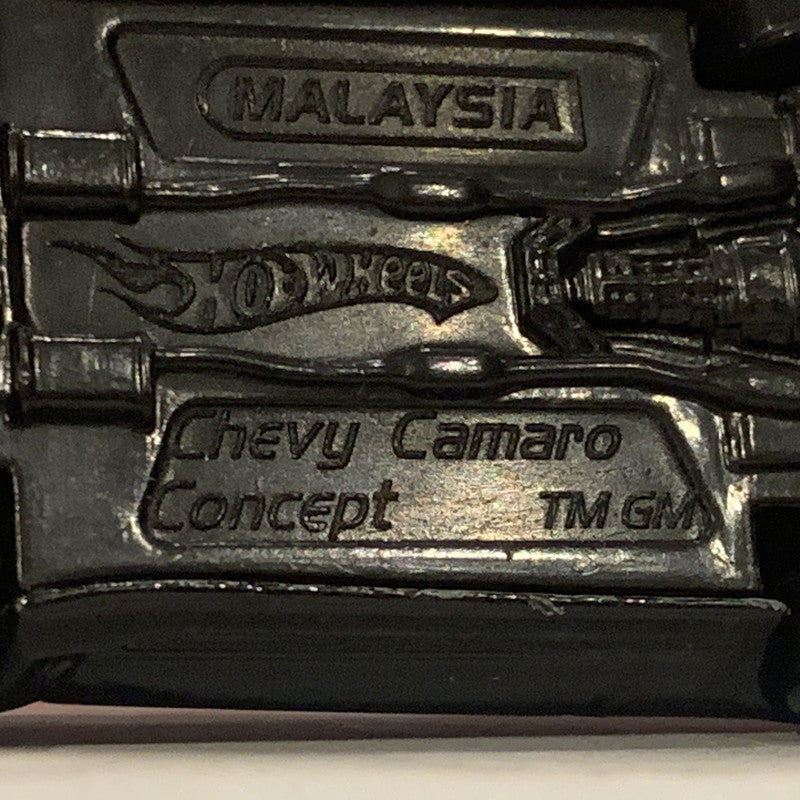 MALAYSIA
HOT WHEELS
Chevy Camaro
Concept TM GM